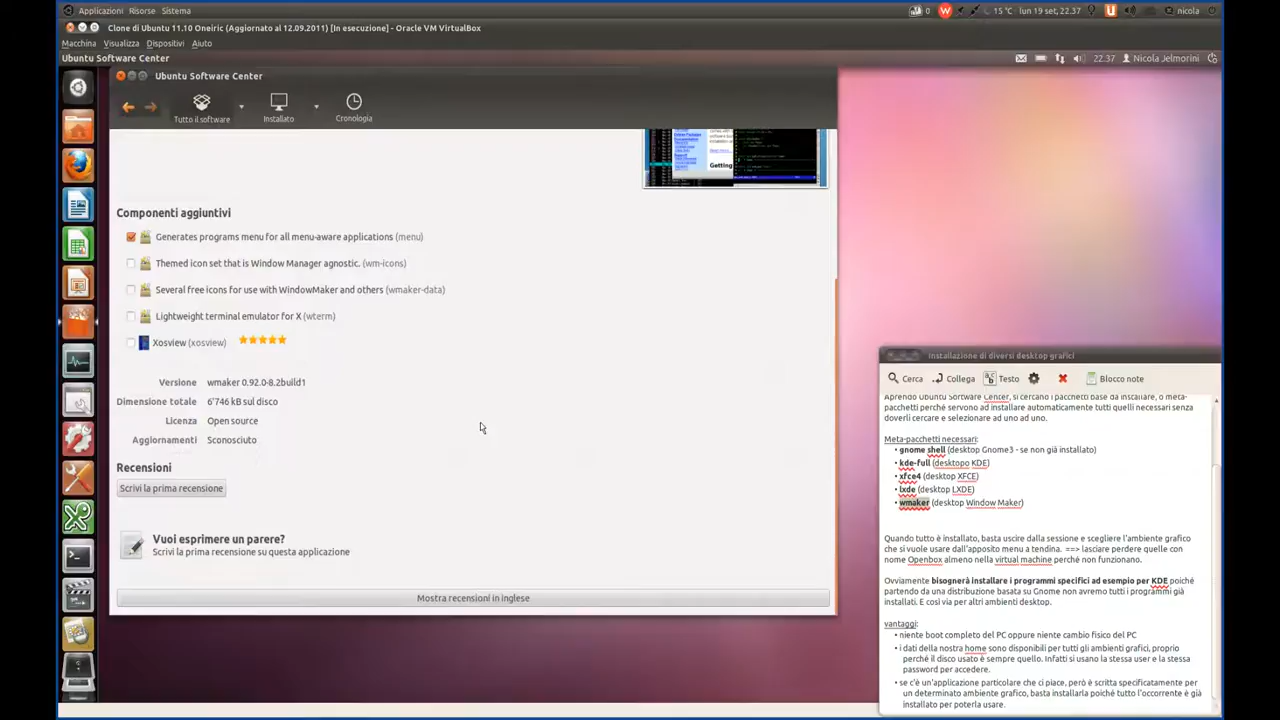 Applicazioni Risorse Sistema
0 15 °C lun 19 set, 22.37 nicola
Clone di Ubuntu 11.10 Oneiric (Aggiornato al 12.09.2011) [In esecuzione] - Oracle VM VirtualBox
Macchina Visualizza Dispositivi Aiuto
Ubuntu Software Center
22.37 Nicola Jelmorini
Ubuntu Software Center
Tutto il software Installato Cronologia
Getting
Componenti aggiuntivi
Generates programs menu for all menu-aware applications (menu)
Themed icon set that is Window Manager agnostic. (wm-icons)
Several free icons for use with WindowMaker and others (wmaker-data)
Lightweight terminal emulator for X (wterm)
Xosview (xosview)
Versione wmaker 0.92.0-8.2build1
Dimensione totale 6'746 kB sul disco
Licenza Open source
Aggiornamenti Sconosciuto
Recensioni
Scrivi la prima recensione
Vuoi esprimere un parere?
Scrivi la prima recensione su questa applicazione
Mostra recensioni in inglese
Installazione di diversi desktop grafici
Cerca Collega Testo Blocco note
Aprendo Ubuntu Software Center, si cercano i pacchetti base da installare, o meta-
pacchetti perché servono ad installare automaticamente tutti quelli necessari senza
doverli cercare e selezionare ad uno ad uno.
Meta-pacchetti necessari:
• gnome shell (desktop Gnome3 - se non già installato)
• kde-full (desktopo KDE)
• xfce4 (desktop XFCE)
• lxde (desktop LXDE)
• wmaker (desktop Window Maker)
Quando tutto è installato, basta uscire dalla sessione e scegliere l'ambiente grafico
che si vuole usare dall'apposito menu a tendina. ==> lasciare perdere quelle con
nome Openbox almeno nella virtual machine perché non funzionano.
Ovviamente bisognerà installare i programmi specifici ad esempio per KDE poiché
partendo da una distribuzione basata su Gnome non avremo tutti i programmi già
installati. E così via per altri ambienti desktop.
vantaggi:
• niente boot completo del PC oppure niente cambio fisico del PC
• i dati della nostra home sono disponibili per tutti gli ambienti grafici, proprio
perché il disco usato è sempre quello. Infatti si usano la stessa user e la stessa
password per accedere.
• se c'è un'applicazione particolare che ci piace, però è scritta specificatamente per
un determinato ambiente grafico, basta installarla poiché tutto l'occorrente è già
installato per poterla usare.